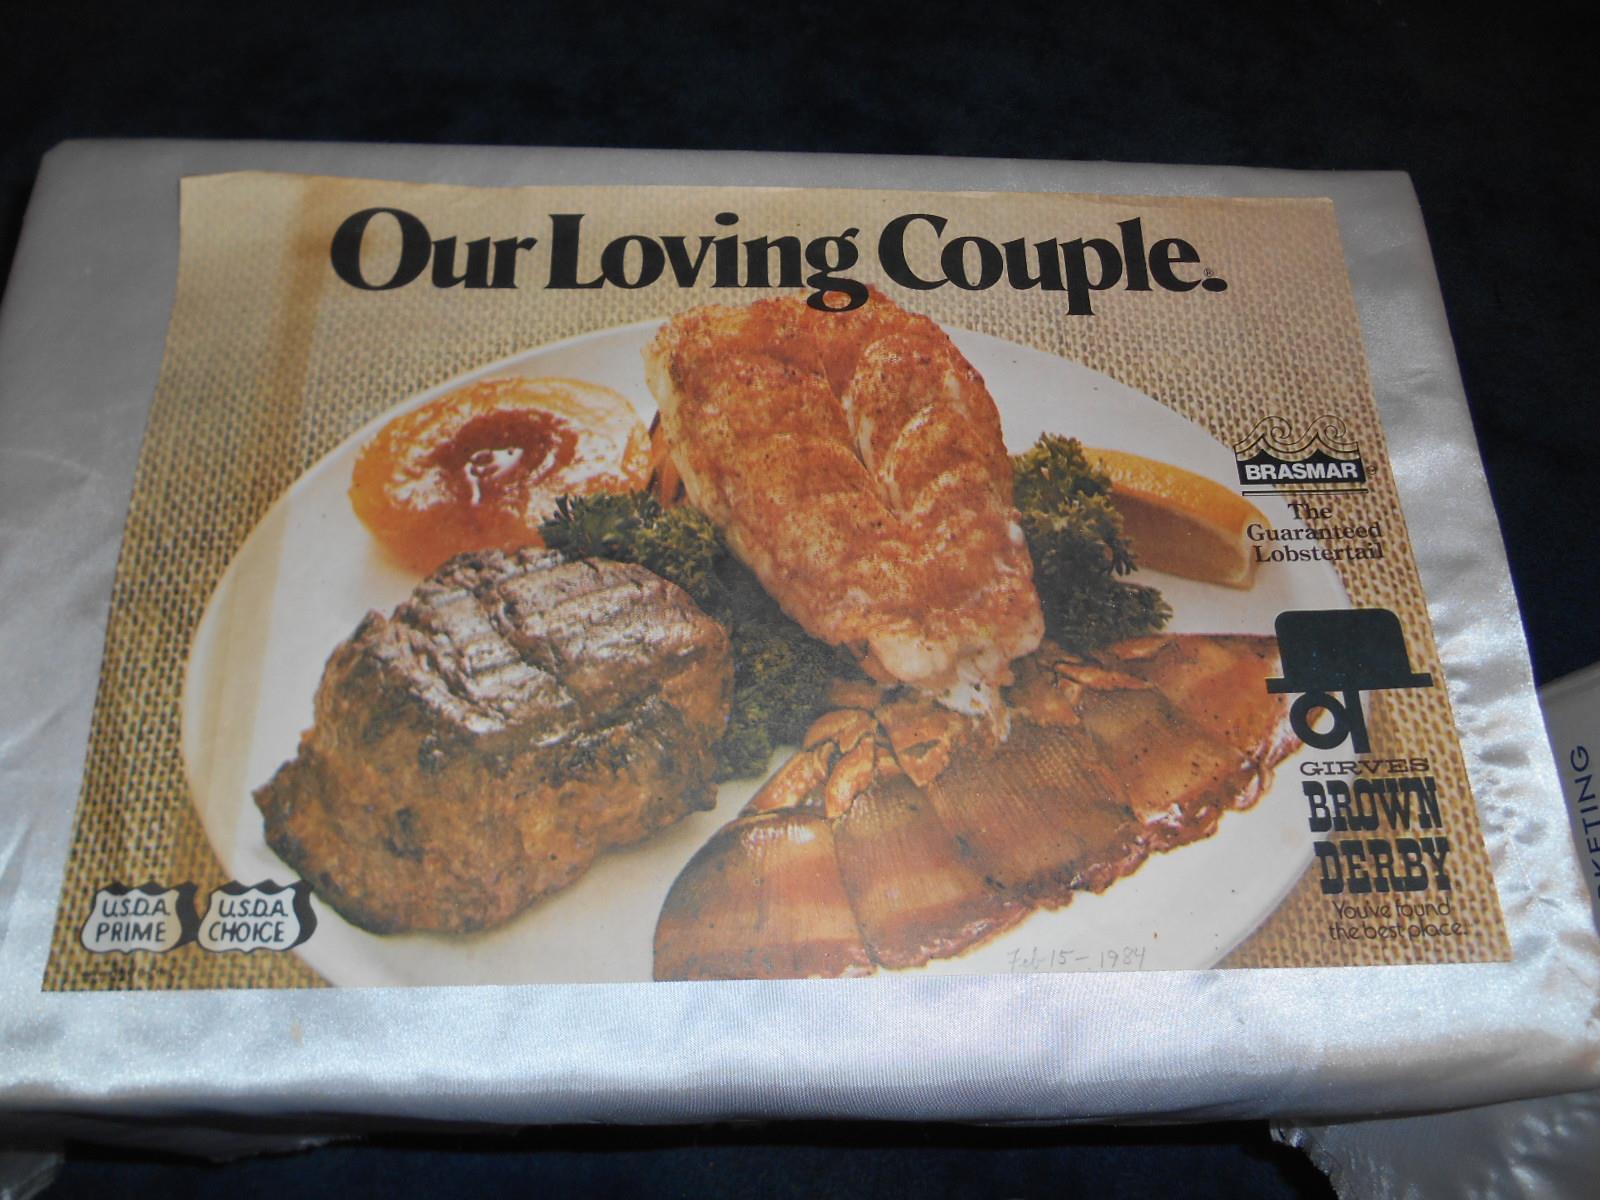 Our Loving Couple.®
BRASMAR®
The
Guaranteed
Lobstertail
GIRVES
BROWN
DERBY
You've found
the best place.
U.S.D.A.
PRIME
U.S.D.A.
CHOICE
Feb 15 - 1984
KETING